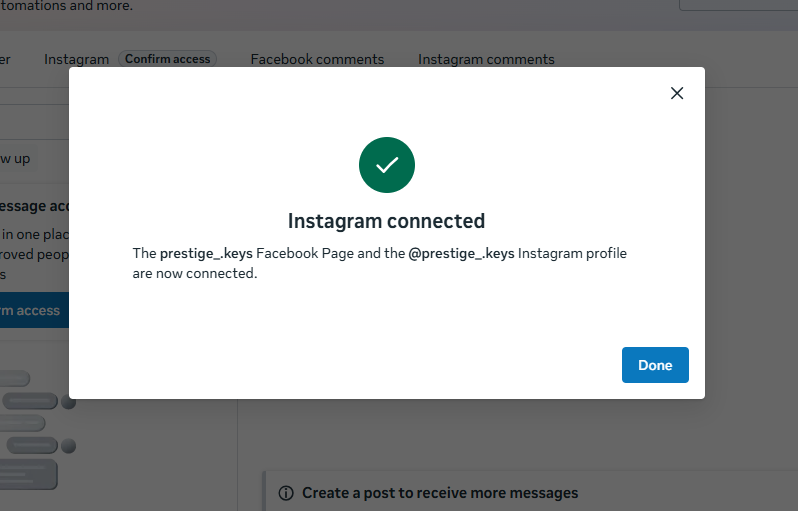 tomations and more.
er Instagram Confirm access Facebook comments Instagram comments
w up
essage acc
in one plac
roved peop
s
rm access
Instagram connected
The prestige_.keys Facebook Page and the @prestige_.keys Instagram profile
are now connected.
Done
Create a post to receive more messages